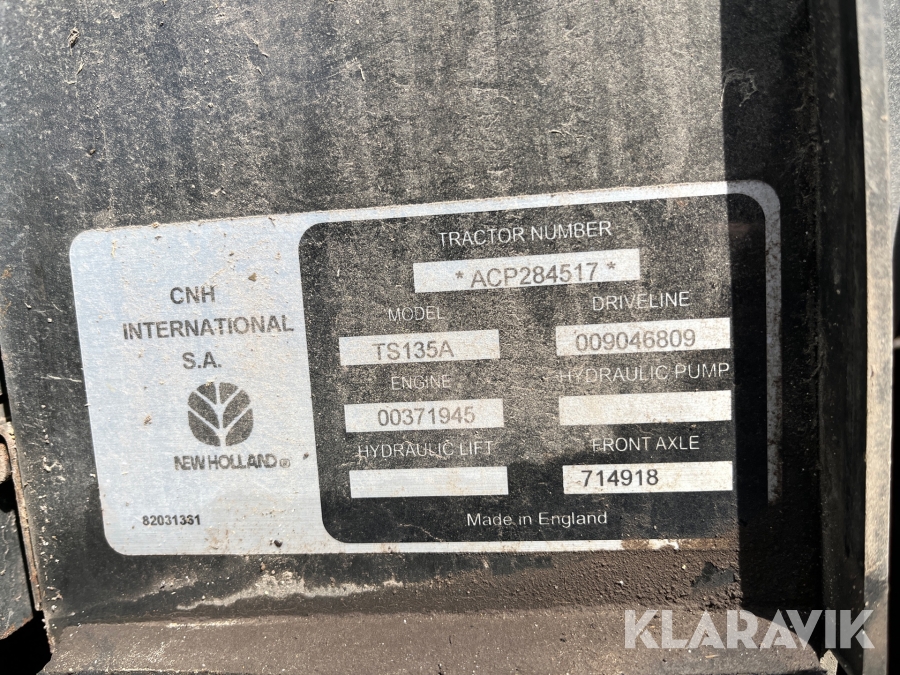 CNH
INTERNATIONAL
S.A.
NEW HOLLAND®
82031331
TRACTOR NUMBER
* ACP284517 *
MODEL
TS135A
DRIVELINE
009046809
ENGINE
00371945
HYDRAULIC PUMP
HYDRAULIC LIFT
FRONT AXLE
714918
Made in England
KLARAVIK